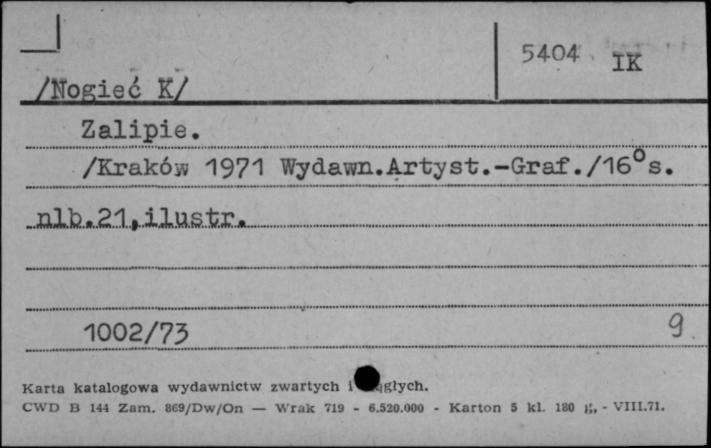 5404 IK
/Nogieć K/
Zalipie.
/Kraków 1971 Wydawn.Artyst.-Graf./16°s.
nlb.21,ilustr.
1002/73 9
Karta katalogowa wydawnictw zwartych i głych.
CWD B 144 Zam. 869/Dw/On — Wrak 719 - 6.520.000 - Karton 5 kl. 180 g, - VIII.71.